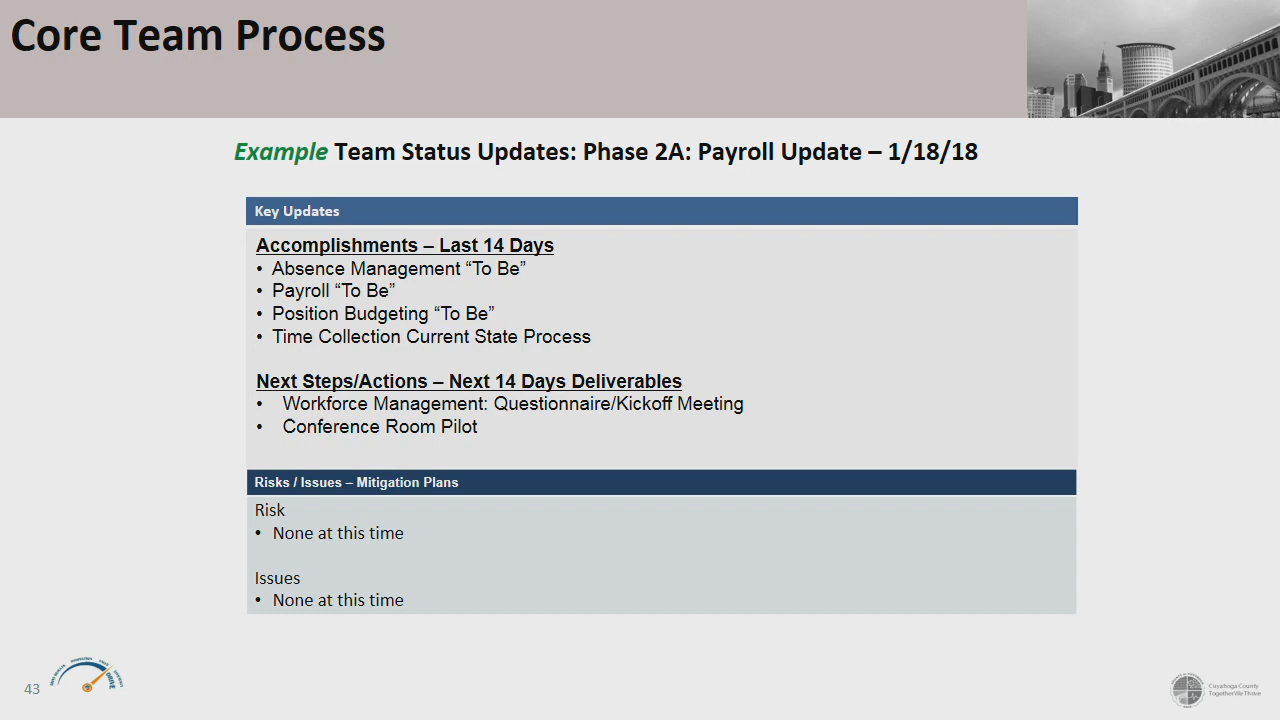 Core Team Process
Example Team Status Updates: Phase 2A: Payroll Update – 1/18/18
Key Updates
Accomplishments – Last 14 Days
• Absence Management “To Be”
• Payroll “To Be”
• Position Budgeting “To Be”
• Time Collection Current State Process
Next Steps/Actions – Next 14 Days Deliverables
• Workforce Management: Questionnaire/Kickoff Meeting
• Conference Room Pilot
Risks / Issues – Mitigation Plans
Risk
• None at this time
Issues
• None at this time
43
Cuyahoga County
Together We Thrive